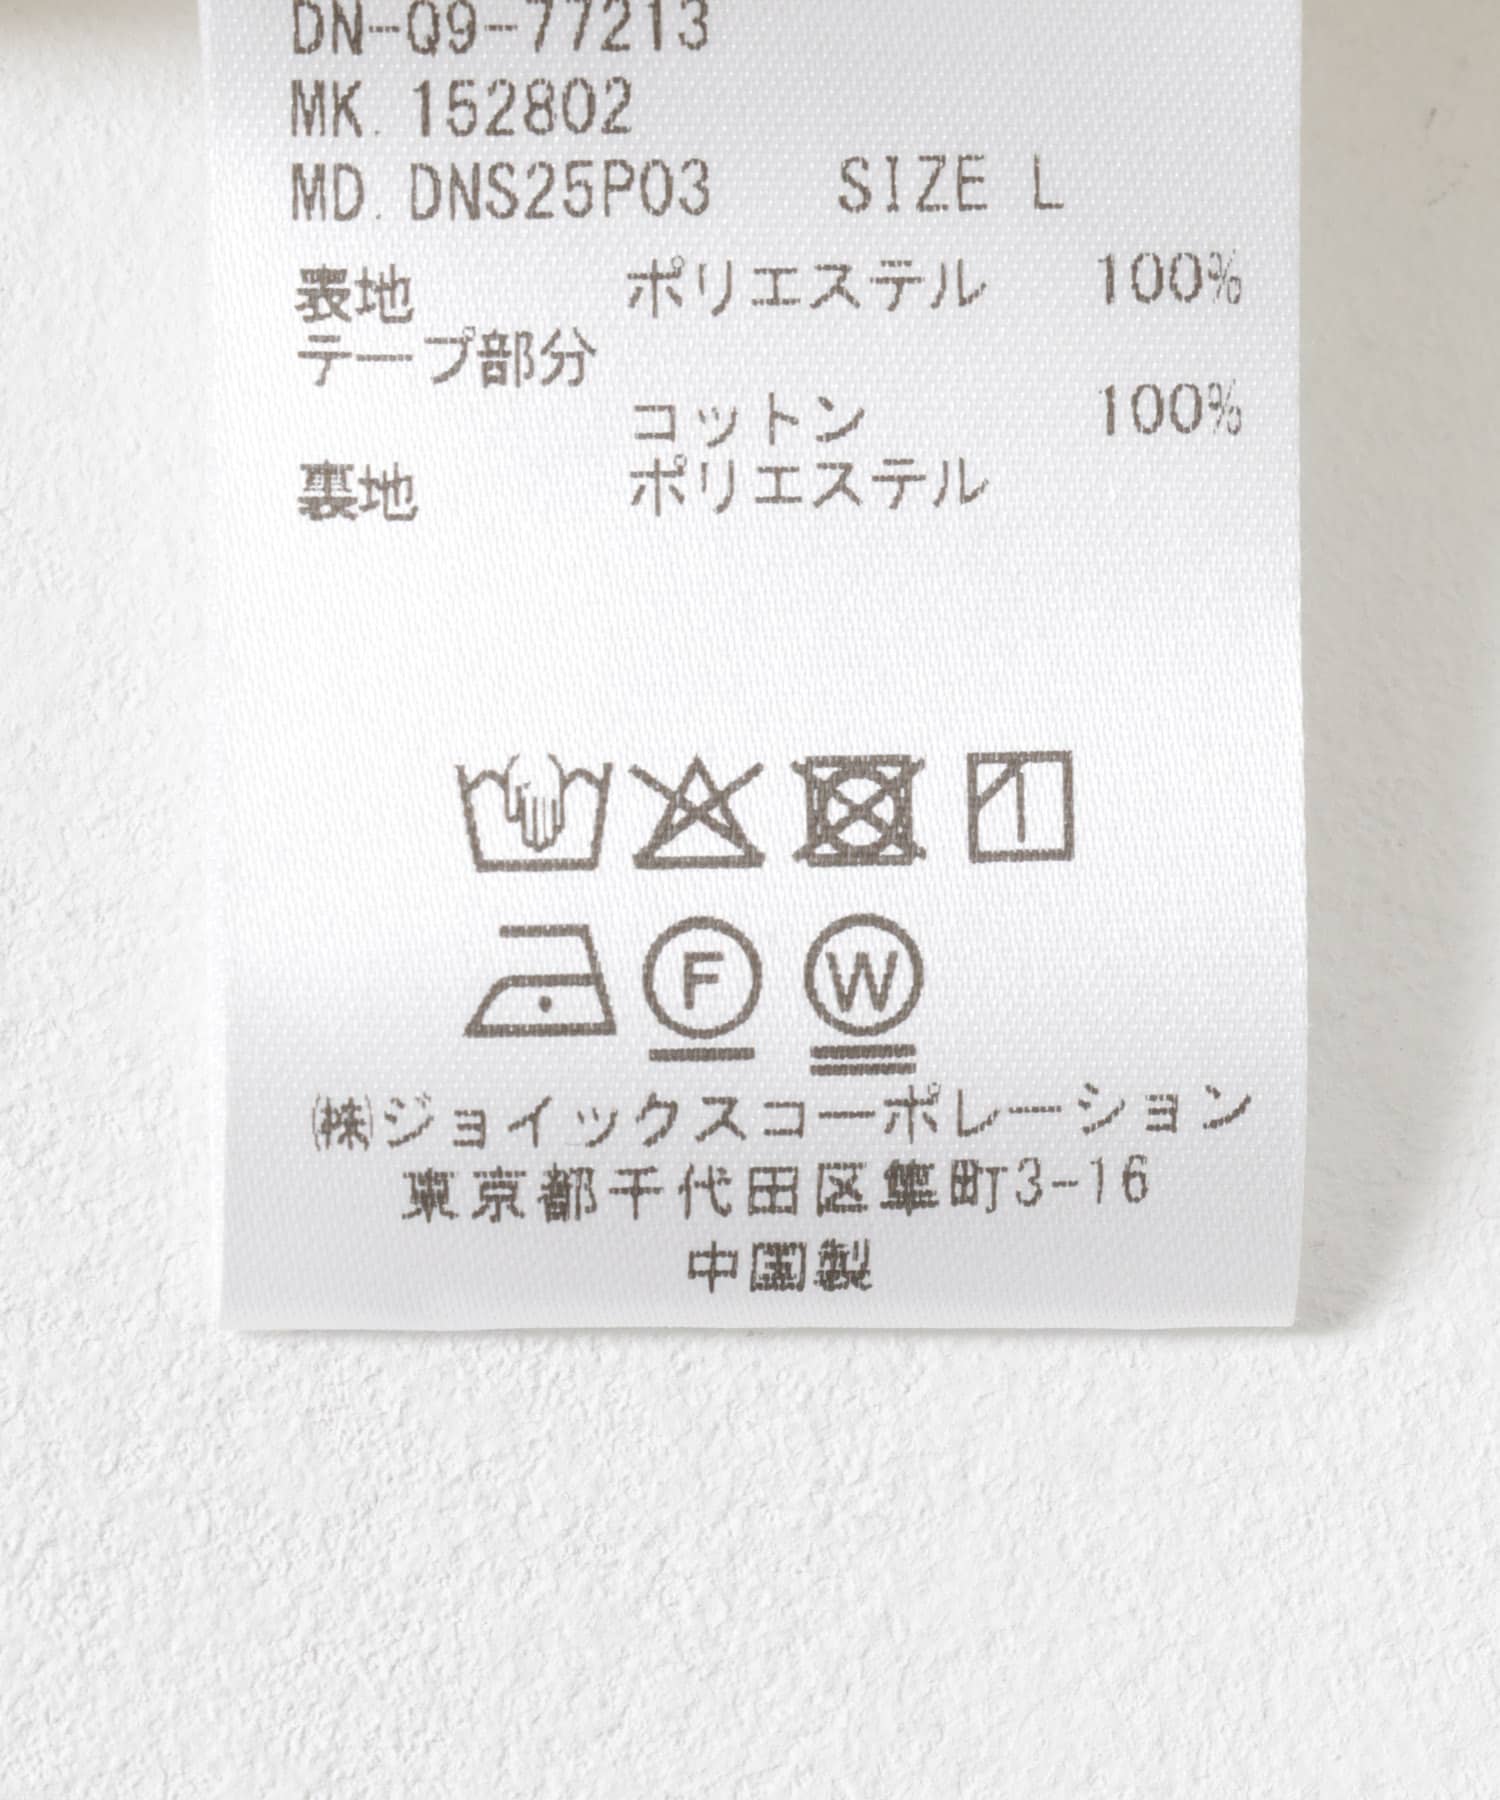 DN-Q9-77213
MK.152802
MD.DNS25P03 SIZE L
表地 ポリエステル 100%
テープ部分
コットン 100%
裏地 ポリエステル
F W
㈱ジョイックスコーポレーション
東京都千代田区隼町3-16
中国製